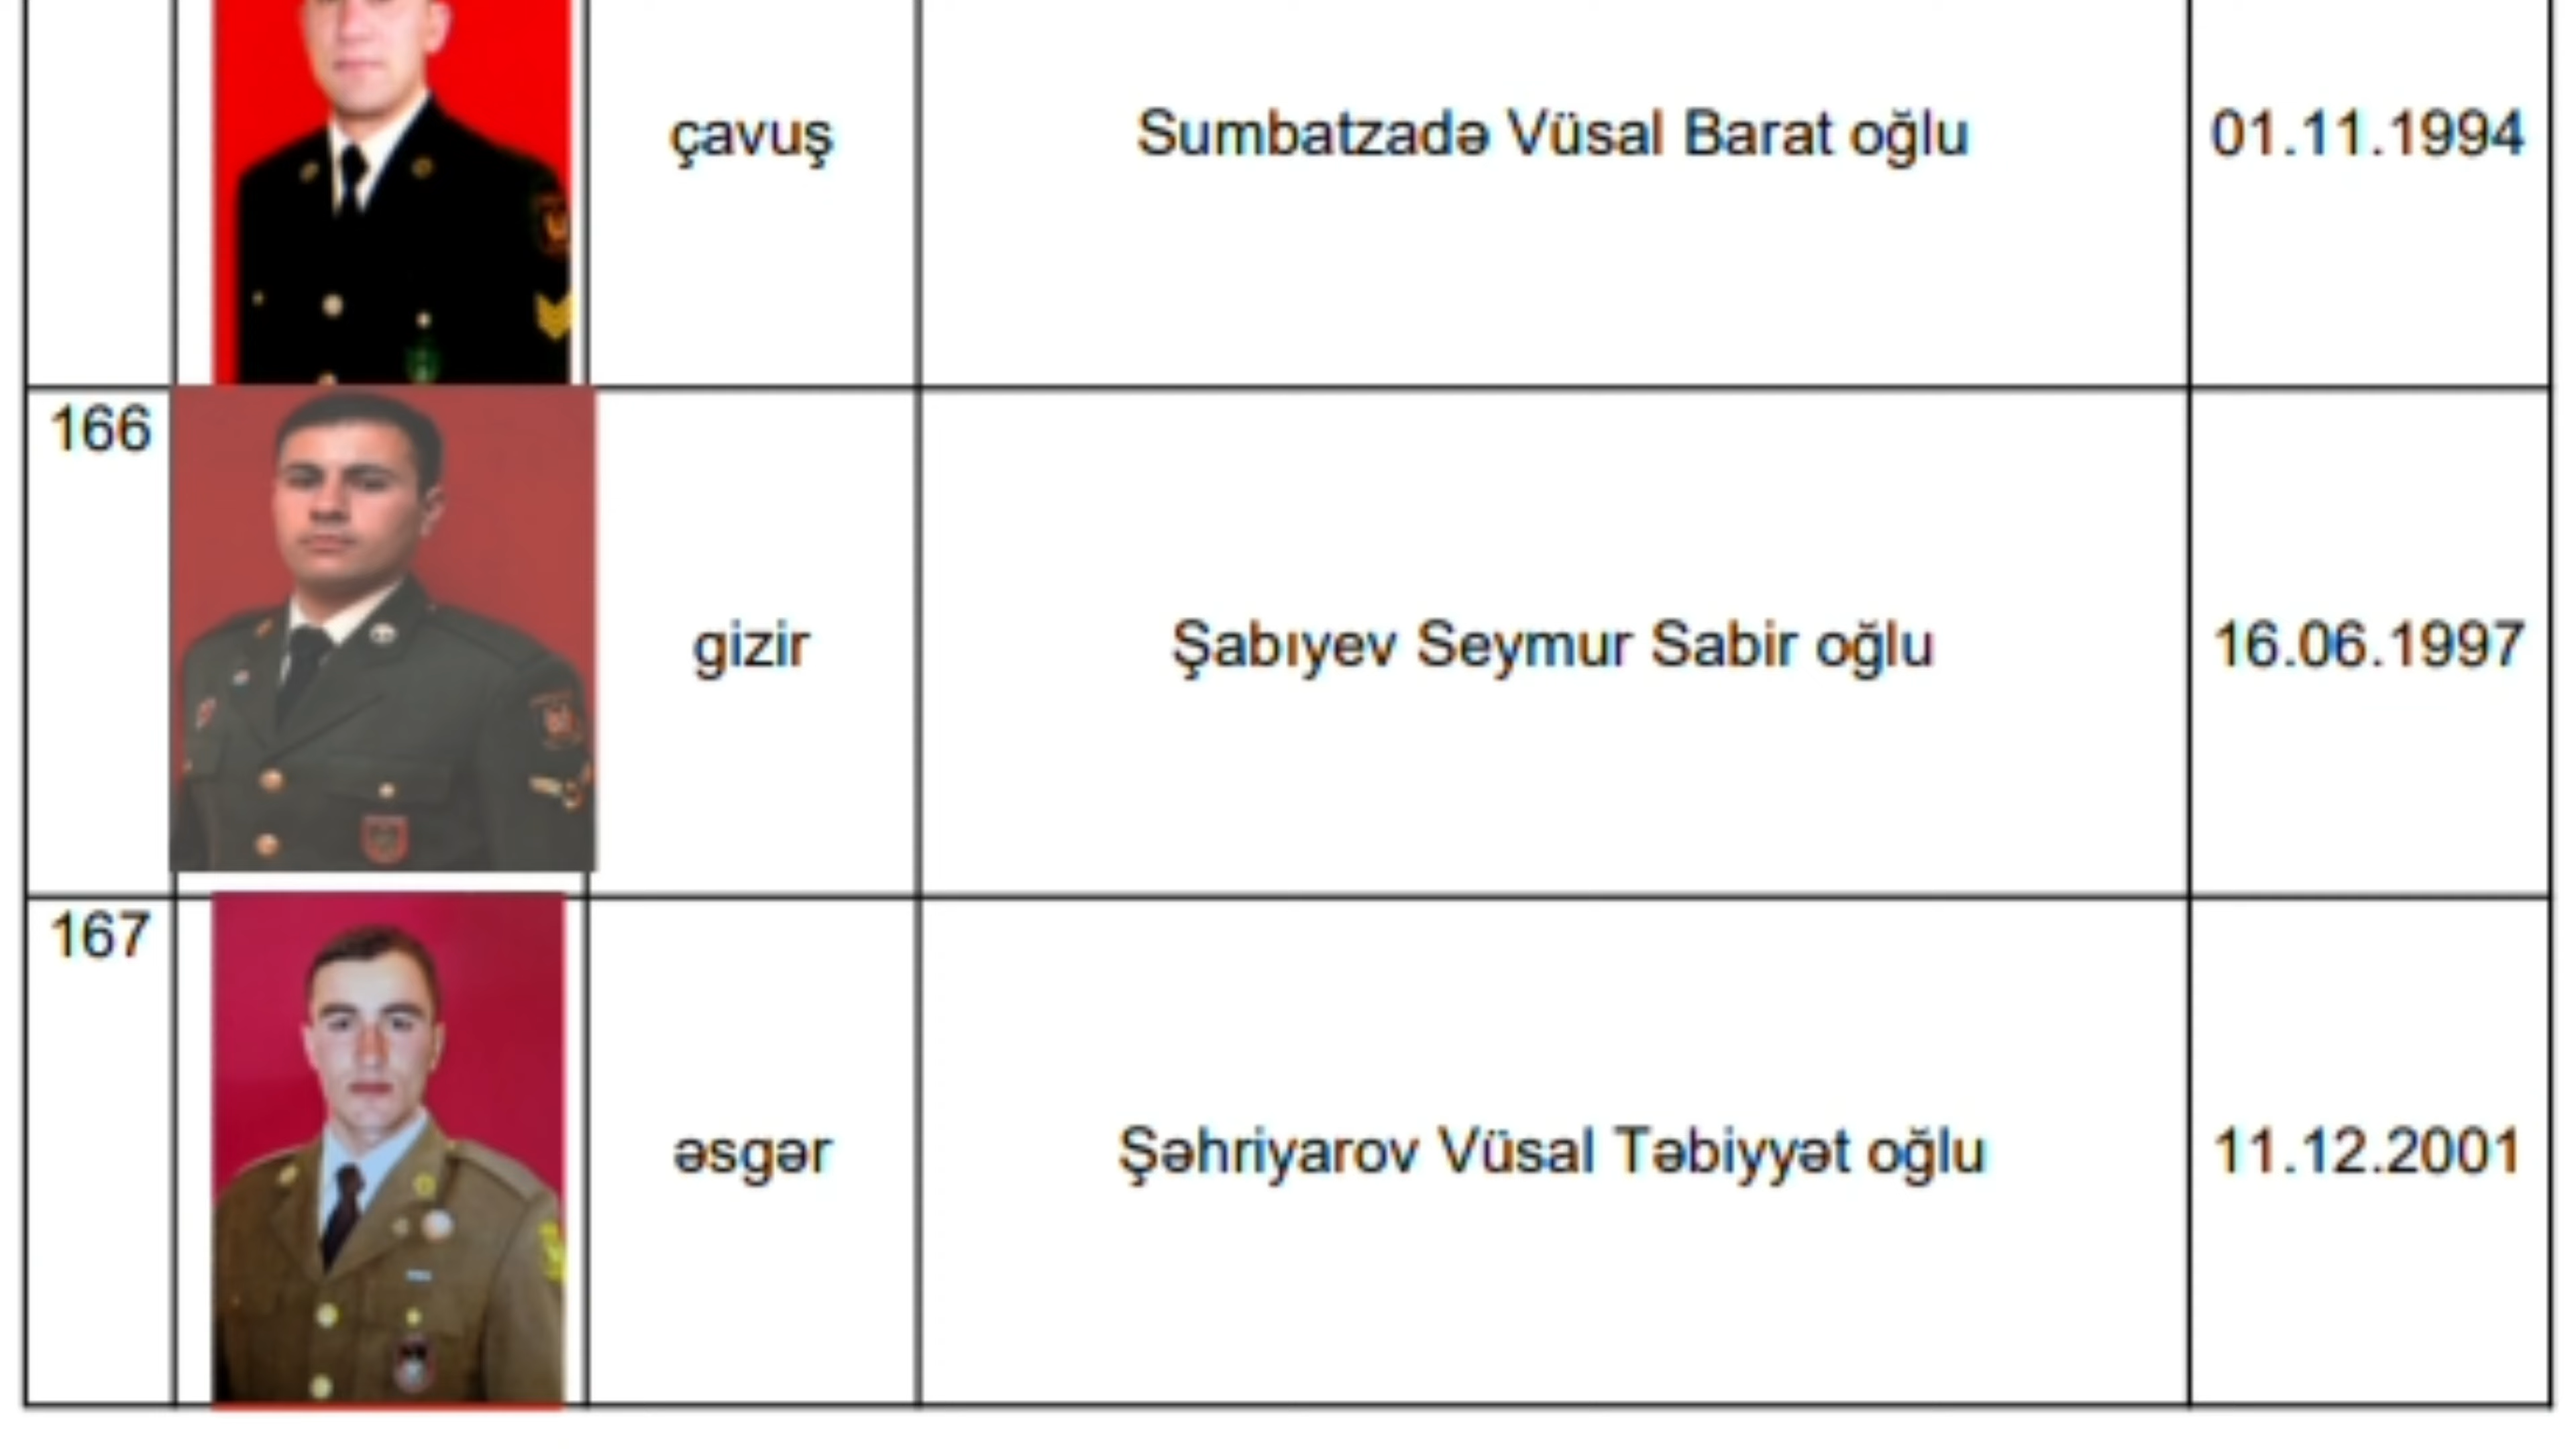 çavuş Sumbatzadə Vüsal Barat oğlu 01.11.1994
166 gizir Şabıyev Seymur Sabir oğlu 16.06.1997
167 əsgər Şəhriyarov Vüsal Təbiyyət oğlu 11.12.2001